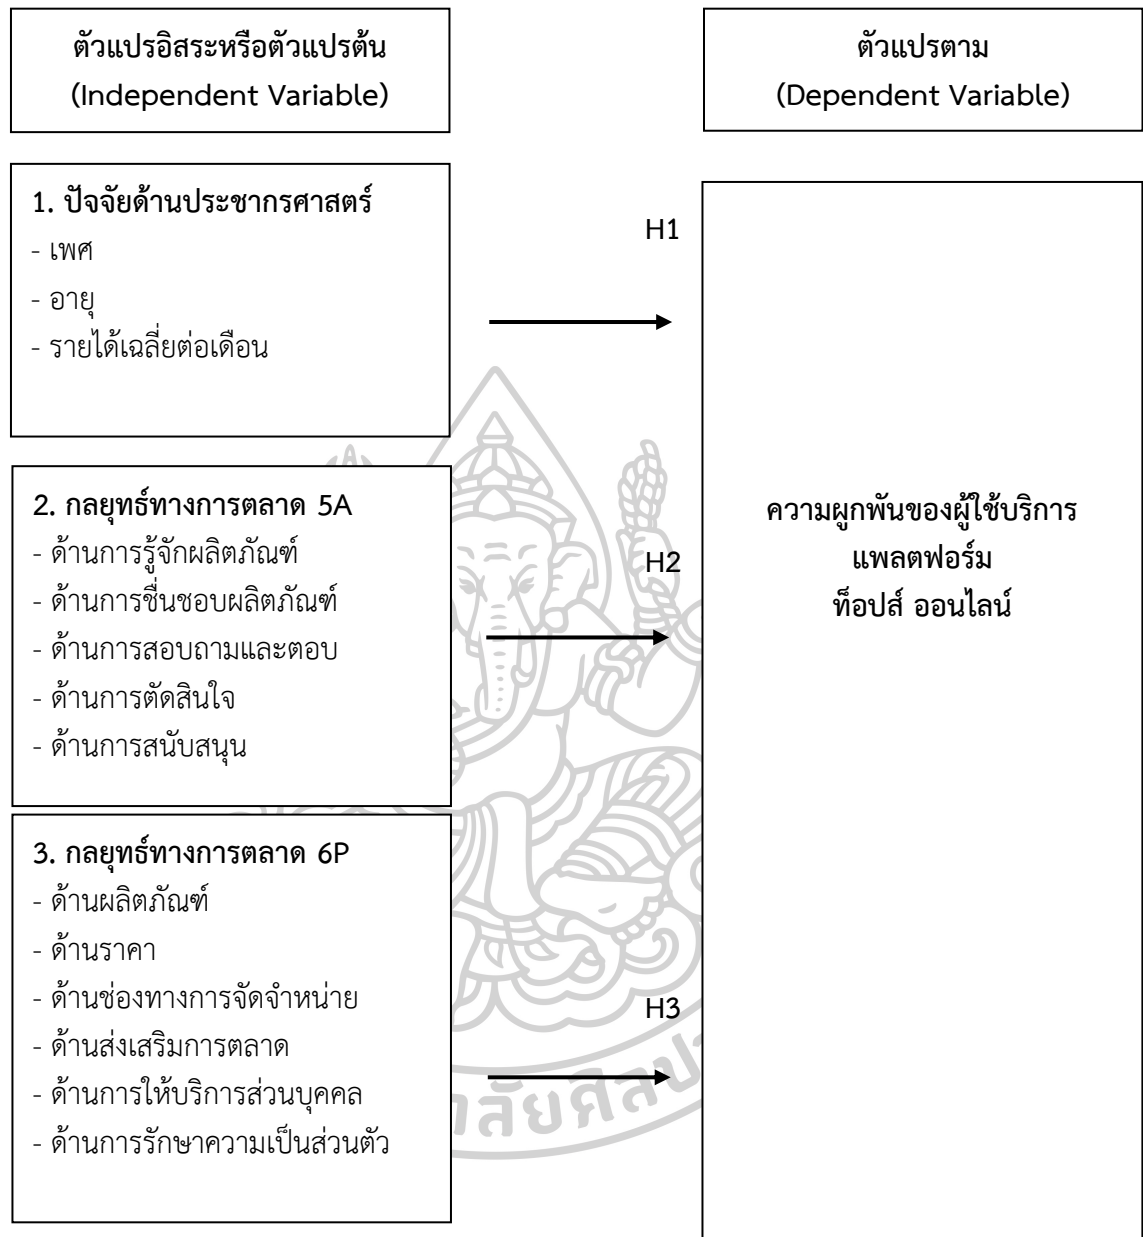 ตัวแปรอิสระหรือตัวแปรต้น
(Independent Variable)
ตัวแปรตาม
(Dependent Variable)
1. ปัจจัยด้านประชากรศาสตร์
- เพศ
- อายุ
- รายได้เฉลี่ยต่อเดือน
H1
2. กลยุทธ์ทางการตลาด 5A
- ด้านการรู้จักผลิตภัณฑ์
- ด้านการชื่นชอบผลิตภัณฑ์
- ด้านการสอบถามและตอบ
- ด้านการตัดสินใจ
- ด้านการสนับสนุน
H2
3. กลยุทธ์ทางการตลาด 6P
- ด้านผลิตภัณฑ์
- ด้านราคา
- ด้านช่องทางการจัดจำหน่าย
- ด้านส่งเสริมการตลาด
- ด้านการให้บริการส่วนบุคคล
- ด้านการรักษาความเป็นส่วนตัว
H3
ความผูกพันของผู้ใช้บริการ
แพลตฟอร์ม
ท็อปส์ ออนไลน์